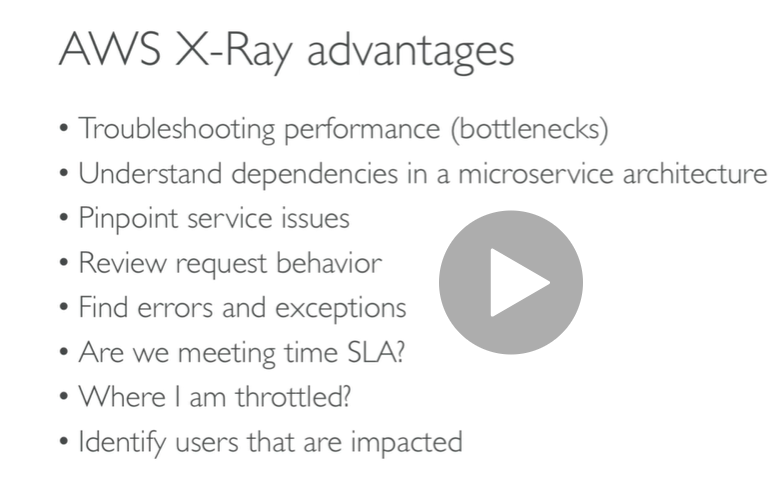 AWS X-Ray advantages
• Troubleshooting performance (bottlenecks)
• Understand dependencies in a microservice architecture
• Pinpoint service issues
• Review request behavior
• Find errors and exceptions
• Are we meeting time SLA?
• Where I am throttled?
• Identify users that are impacted